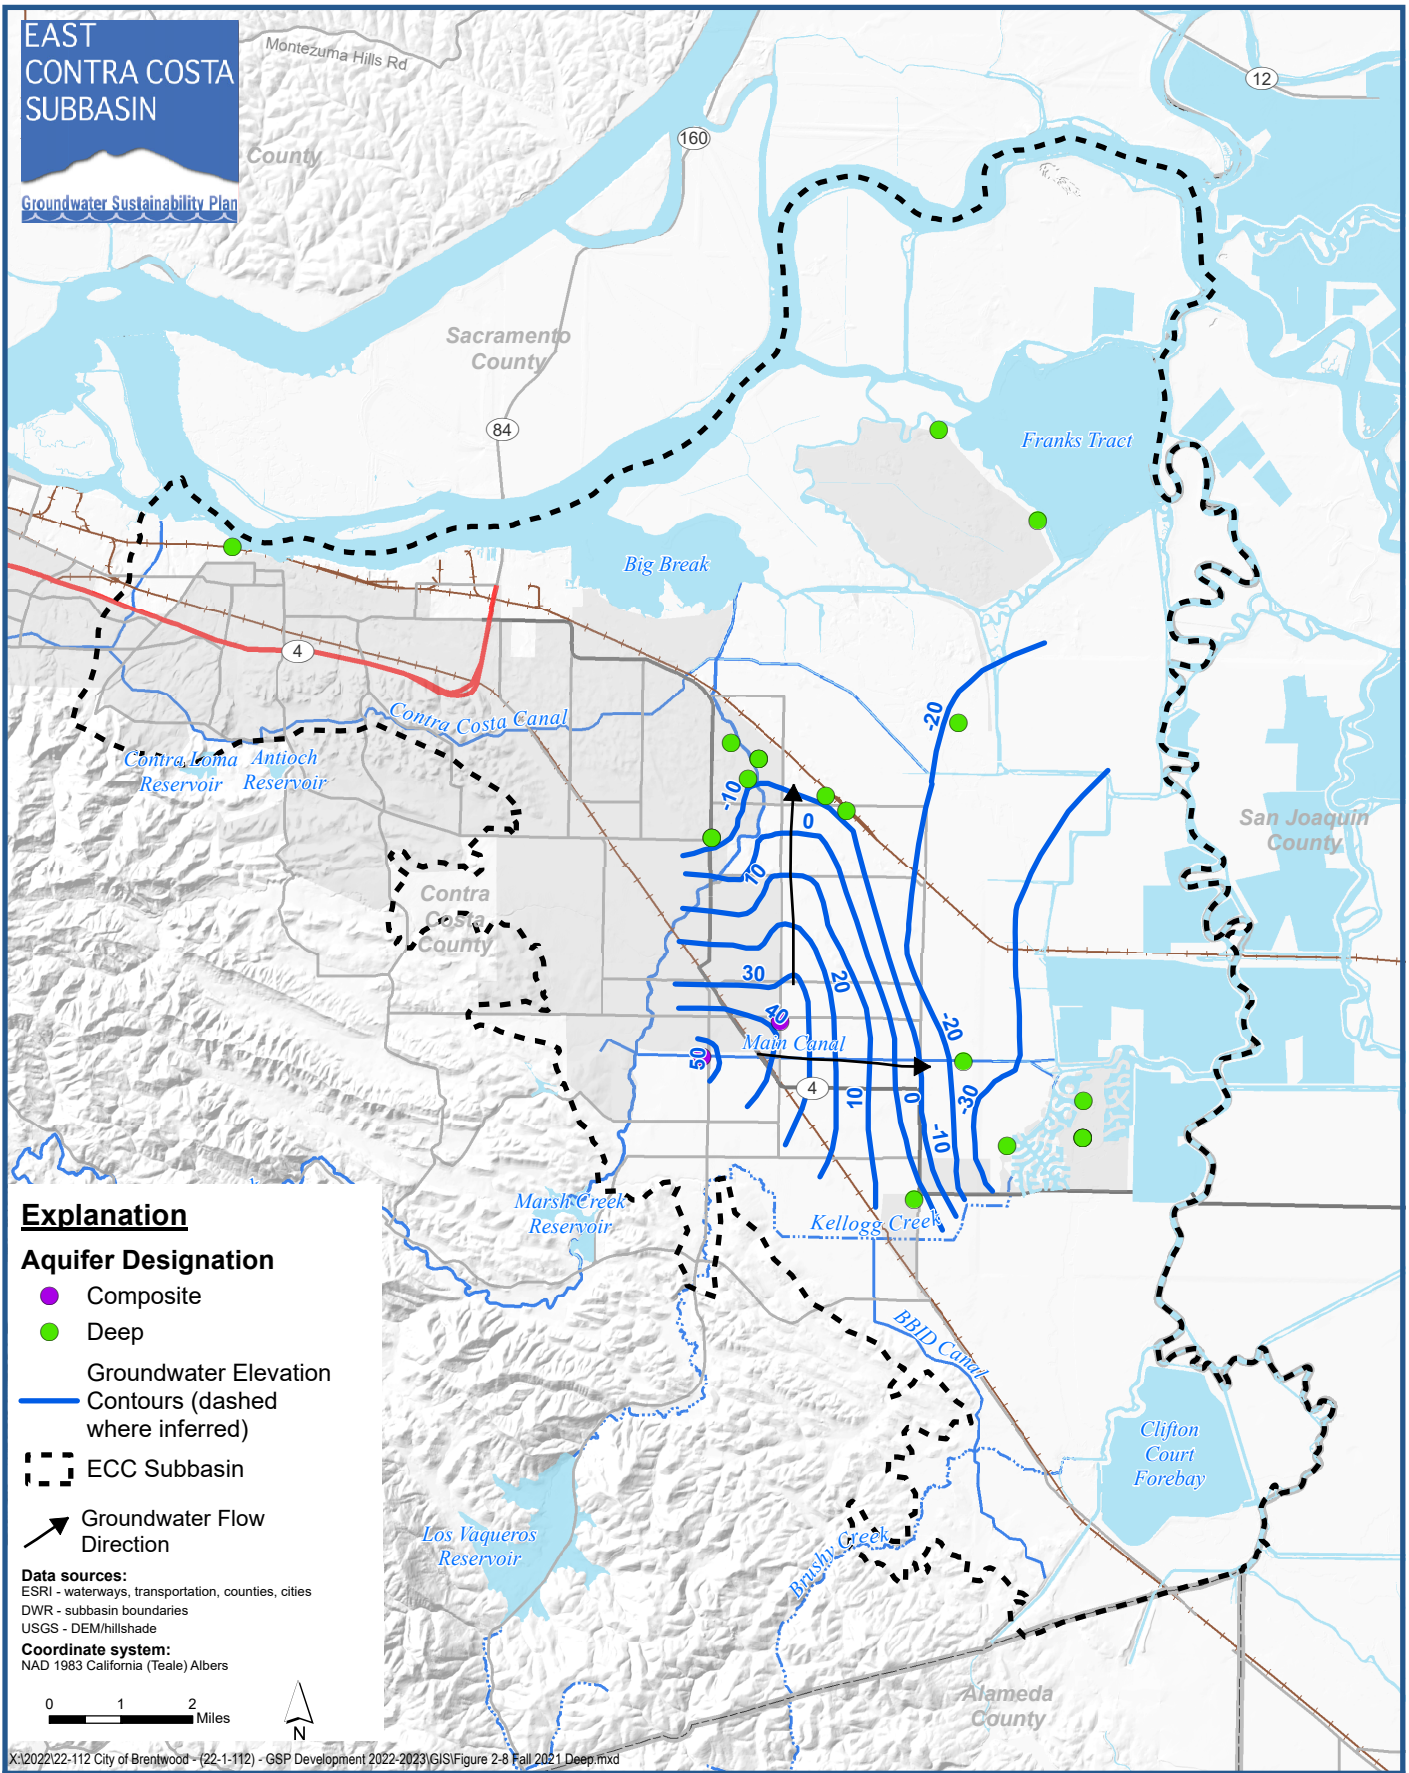 EAST
CONTRA COSTA
SUBBASIN
Groundwater Sustainability Plan
Montezuma Hills Rd
County
160
12
Sacramento
County
84
Franks Tract
Big Break
4
Contra Costa Canal
Contra Loma
Reservoir
Antioch
Reservoir
-20
-10
0
10
San Joaquin
County
Contra
Costa
County
30
20
40
-20
Main Canal
50
4
10
0
-30
-10
Marsh Creek
Reservoir
Kellogg Creek
BBID Canal
Clifton
Court
Forebay
Los Vaqueros
Reservoir
Brushy Creek
Alameda
County
Explanation
Aquifer Designation
Composite
Deep
Groundwater Elevation
Contours (dashed
where inferred)
ECC Subbasin
Groundwater Flow
Direction
Data sources:
ESRI - waterways, transportation, counties, cities
DWR - subbasin boundaries
USGS - DEM/hillshade
Coordinate system:
NAD 1983 California (Teale) Albers
0 1 2
Miles
N
X:\2022\22-112 City of Brentwood - (22-1-112) - GSP Development 2022-2023\GIS\Figure 2-8 Fall 2021 Deep.mxd